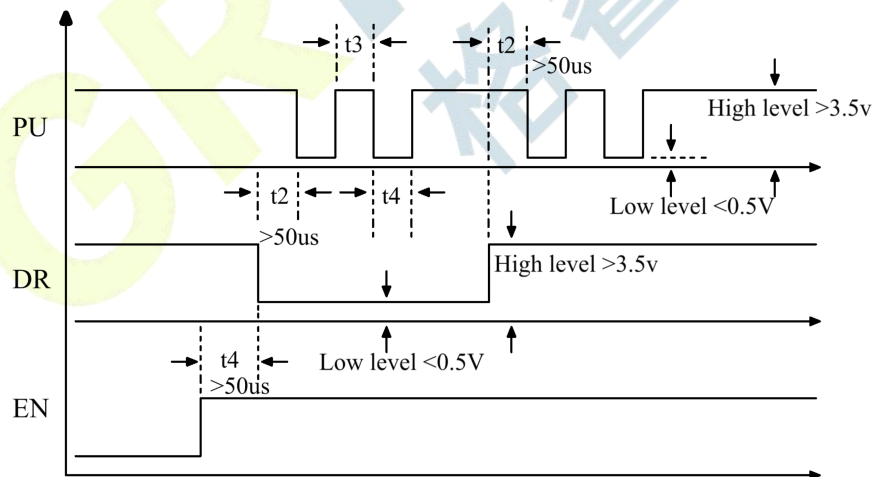 t3
t2
>50us
High level >3.5v
PU
t2
t4
Low level <0.5V
>50us
High level >3.5v
DR
t4
Low level <0.5V
>50us
EN
GR